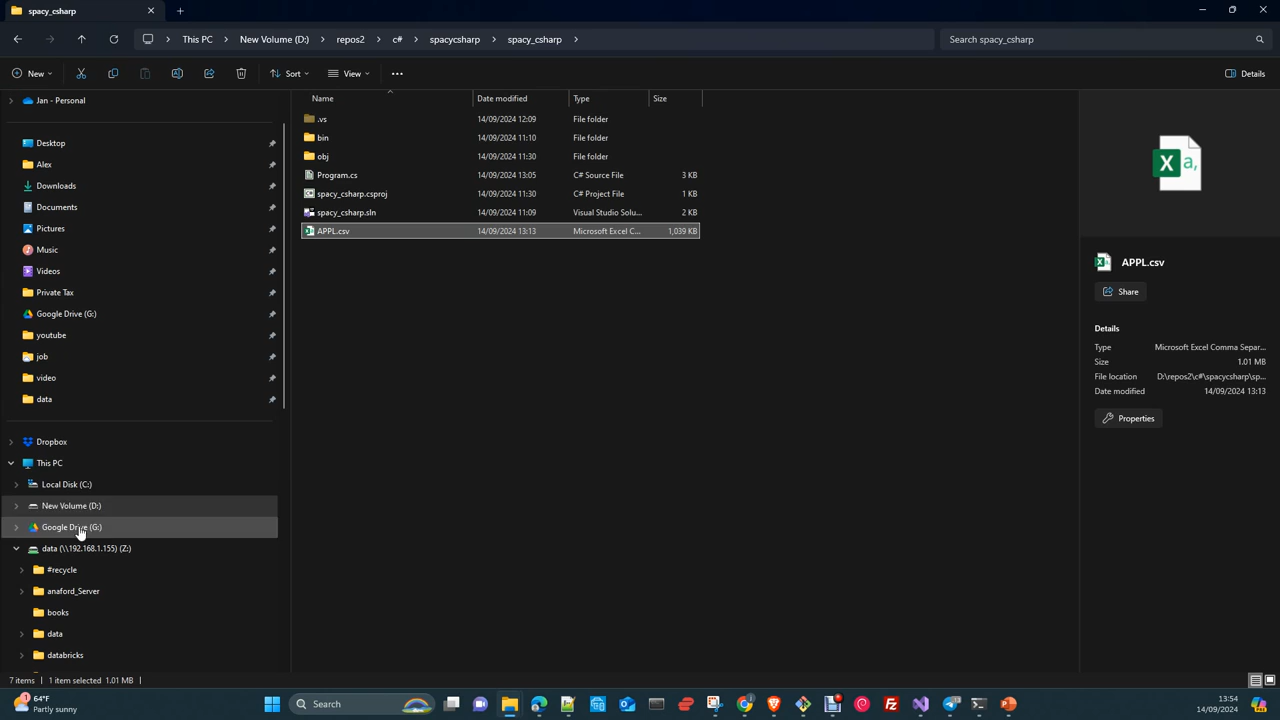 spacy_csharp
This PC
New Volume (D:)
repos2
c#
spacycsharp
spacy_csharp
Search spacy_csharp
New
Sort
View
Details
Jan - Personal
Desktop
Alex
Downloads
Documents
Pictures
Music
Videos
Private Tax
Google Drive (G:)
youtube
job
video
data
Dropbox
This PC
Local Disk (C:)
New Volume (D:)
Google Drive (G:)
data (\\192.168.1.155) (Z:)
#recycle
anaford_Server
books
data
databricks
Name Date modified Type Size
.vs 14/09/2024 12:09 File folder
bin 14/09/2024 11:10 File folder
obj 14/09/2024 11:30 File folder
Program.cs 14/09/2024 13:05 C# Source File 3 KB
spacy_csharp.csproj 14/09/2024 11:30 C# Project File 1 KB
spacy_csharp.sln 14/09/2024 11:09 Visual Studio Solu... 2 KB
APPL.csv 14/09/2024 13:13 Microsoft Excel C... 1,039 KB
APPL.csv
Share
Details
Type Microsoft Excel Comma Separ...
Size 1.01 MB
File location D:\repos2\c#\spacycsharp\sp...
Date modified 14/09/2024 13:13
Properties
7 items 1 item selected 1.01 MB
64°F
Partly sunny
Search
13:54
14/09/2024